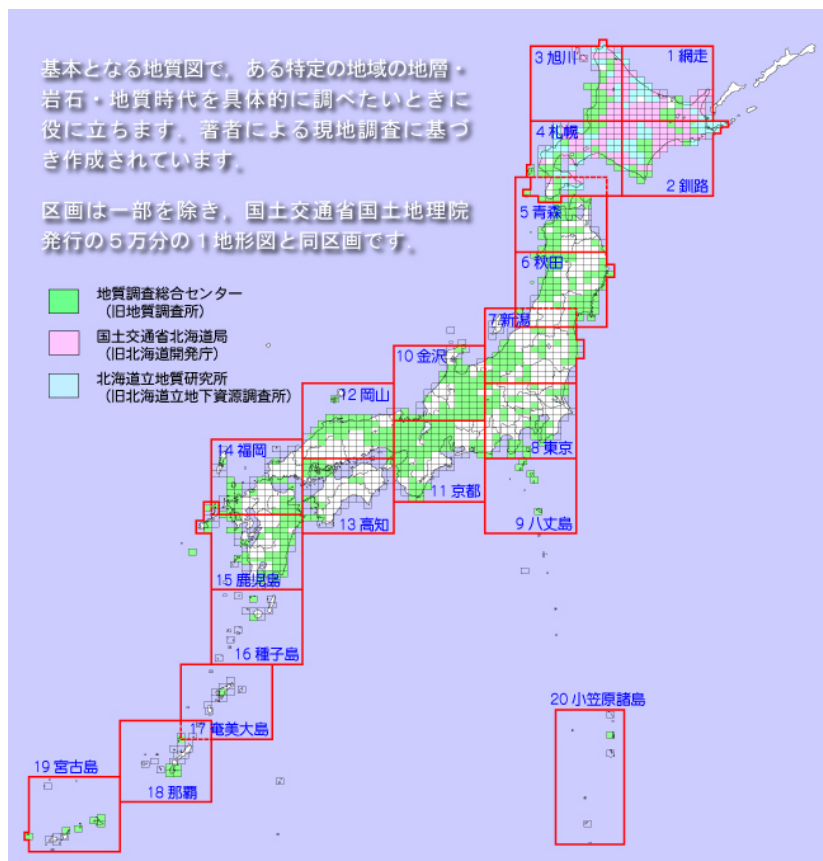 基本となる地質図で，ある特定の地域の地層・
岩石・地質時代を具体的に調べたいときに
役に立ちます．著者による現地調査に基づ
き作成されています．
区画は一部を除き，国土交通省国土地理院
発行の５万分の１地形図と同区画です．
地質調査総合センター
（旧地質調査所）
国土交通省北海道局
（旧北海道開発庁）
北海道立地質研究所
（旧北海道立地下資源調査所）
3 旭川
1 網走
4 札幌
2 釧路
5 青森
6 秋田
7 新潟
10 金沢
12 岡山
14 福岡
8 東京
11 京都
13 高知
9 八丈島
15 鹿児島
16 種子島
17 奄美大島
20 小笠原諸島
19 宮古島
18 那覇